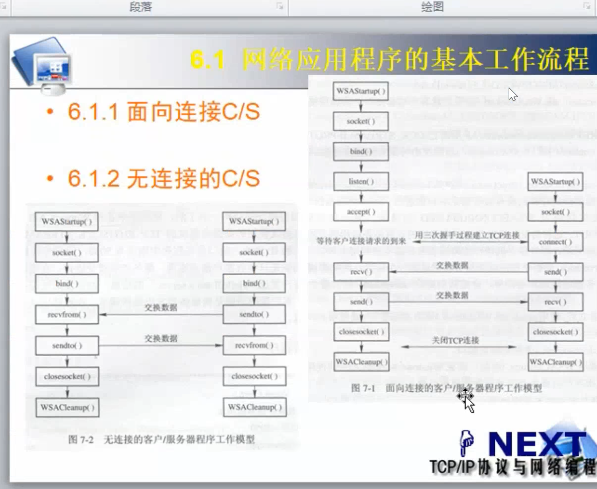 段落
绘图
6.1 网络应用程序的基本工作流程
• 6.1.1 面向连接C/S
• 6.1.2 无连接的C/S
WSAStartup( )
socket( )
bind( )
listen( )
accept( )
等待客户连接请求的到来
recv( )
send( )
closesocket( )
WSACleanup( )
用三次握手过程建立TCP连接
交换数据
交换数据
关闭TCP连接
WSAStartup( )
socket( )
connect( )
send( )
recv( )
closesocket( )
WSACleanup( )
图 7-1 面向连接的客户/服务器程序工作模型
WSAStartup( )
socket( )
bind( )
recvfrom( )
sendto( )
closesocket( )
WSACleanup( )
交换数据
交换数据
WSAStartup( )
socket( )
bind( )
sendto( )
recvfrom( )
closesocket( )
WSACleanup( )
图 7-2 无连接的客户/服务器程序工作模型
NEXT
TCP/IP协议与网络编程